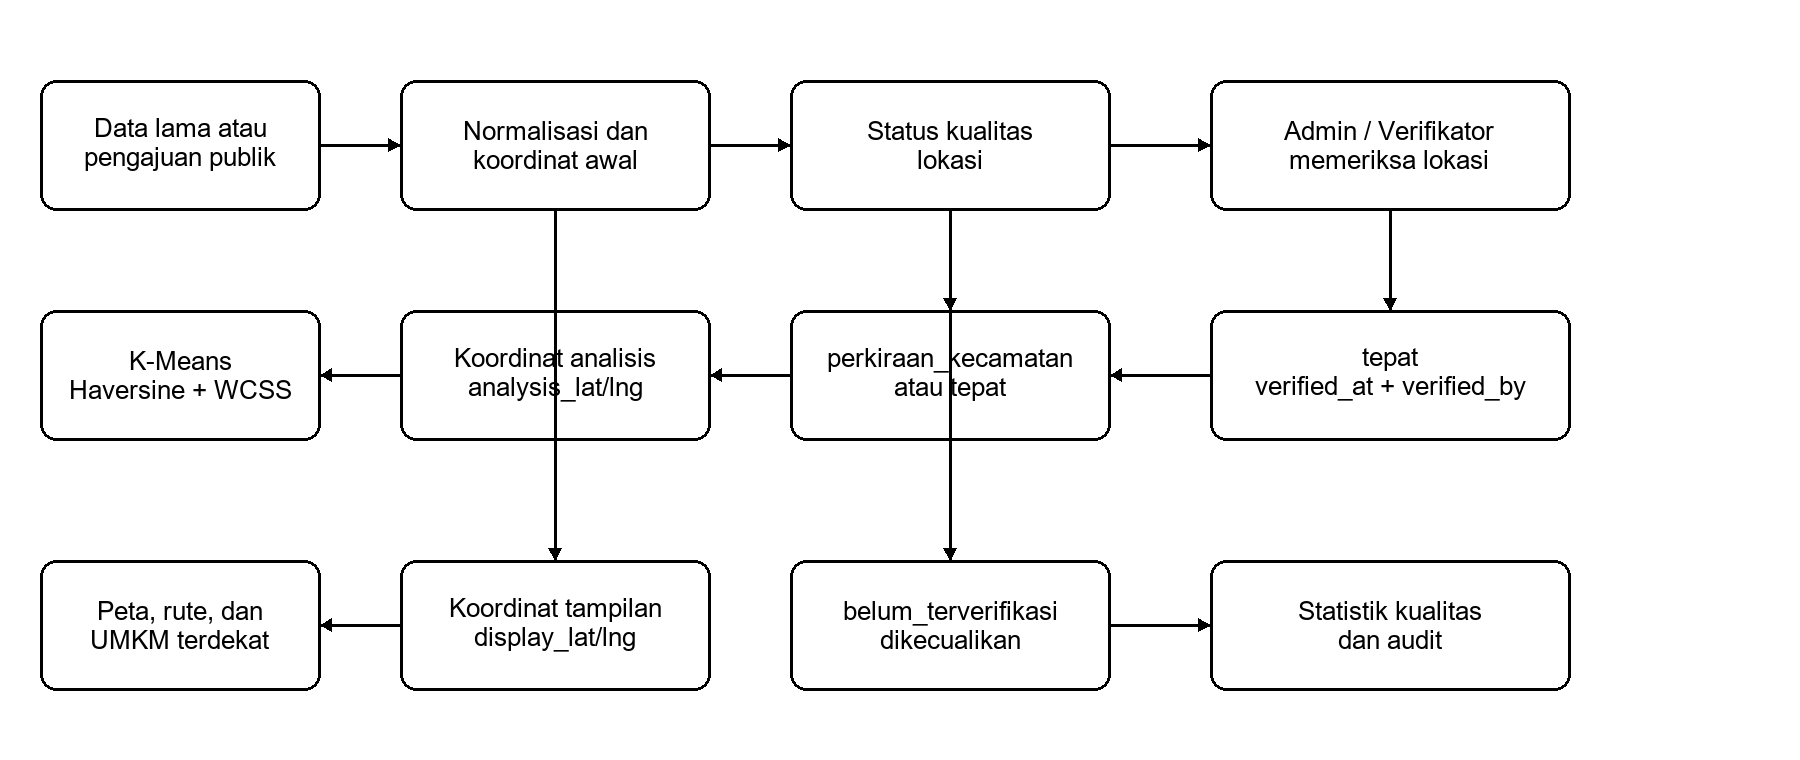 Data lama atau
pengajuan publik
Normalisasi dan
koordinat awal
Status kualitas
lokasi
Admin / Verifikator
memeriksa lokasi
K-Means
Haversine + WCSS
Koordinat analisis
analysis_lat/lng
perkiraan_kecamatan
atau tepat
tepat
verified_at + verified_by
Peta, rute, dan
UMKM terdekat
Koordinat tampilan
display_lat/lng
belum_terverifikasi
dikecualikan
Statistik kualitas
dan audit